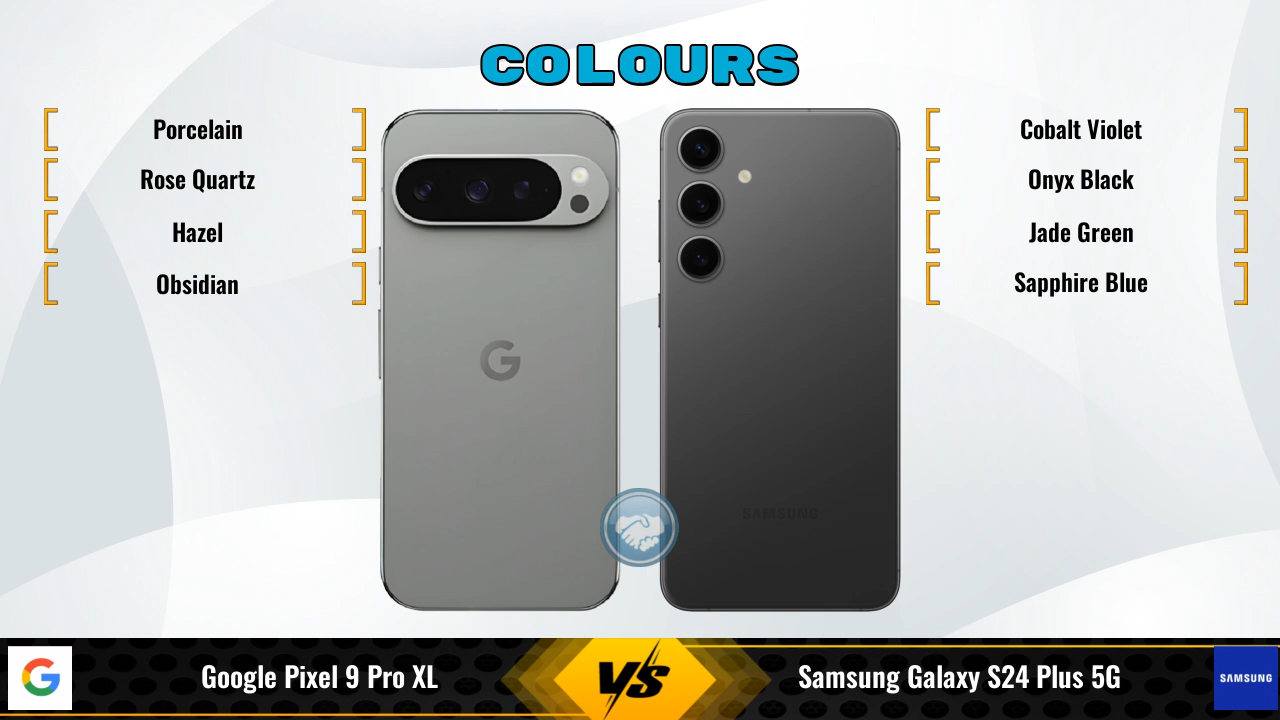 COLOURS
Porcelain
Rose Quartz
Hazel
Obsidian
Cobalt Violet
Onyx Black
Jade Green
Sapphire Blue
G
SAMSUNG
G
Google Pixel 9 Pro XL
VS
Samsung Galaxy S24 Plus 5G
SAMSUNG